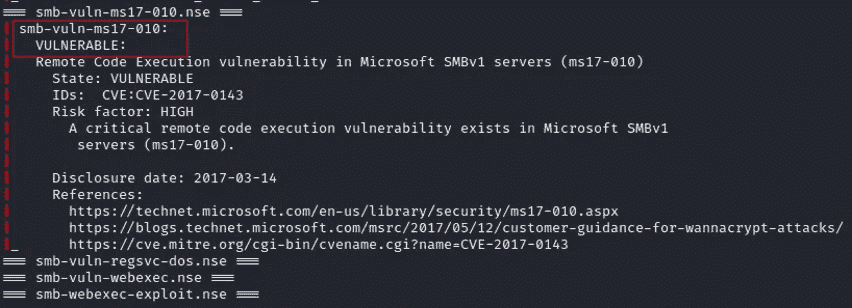 === smb-vuln-ms17-010.nse ===
| smb-vuln-ms17-010:
|   VULNERABLE:
|   Remote Code Execution vulnerability in Microsoft SMBv1 servers (ms17-010)
|     State: VULNERABLE
|     IDs:  CVE:CVE-2017-0143
|     Risk factor: HIGH
|       A critical remote code execution vulnerability exists in Microsoft SMBv1
|        servers (ms17-010).
|
|     Disclosure date: 2017-03-14
|     References:
|       https://technet.microsoft.com/en-us/library/security/ms17-010.aspx
|       https://blogs.technet.microsoft.com/msrc/2017/05/12/customer-guidance-for-wannacrypt-attacks/
|_      https://cve.mitre.org/cgi-bin/cvename.cgi?name=CVE-2017-0143
=== smb-vuln-regsvc-dos.nse ===
=== smb-vuln-webexec.nse ===
=== smb-webexec-exploit.nse ===